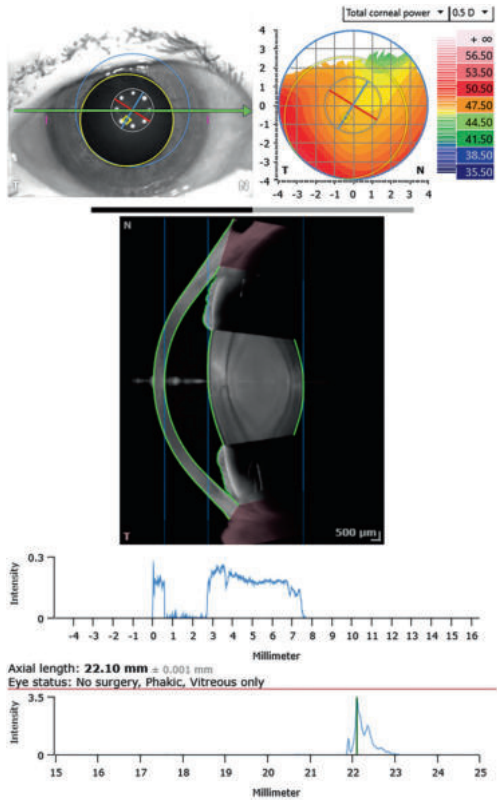 Total corneal power ▼ 0.5 D ▼
T N
4
3
2
1
0
-1
-2
-3
-4
T N
-4 -3 -2 -1 0 1 2 3 4
+ ∞
56.50
53.50
50.50
47.50
44.50
41.50
38.50
35.50
N
T
500 µm
0.3
Intensity
0
-4 -3 -2 -1 0 1 2 3 4 5 6 7 8 9 10 11 12 13 14 15 16
Millimeter
Axial length: 22.10 mm ± 0.001 mm
Eye status: No surgery, Phakic, Vitreous only
3.5
Intensity
0
15 16 17 18 19 20 21 22 23 24 25
Millimeter